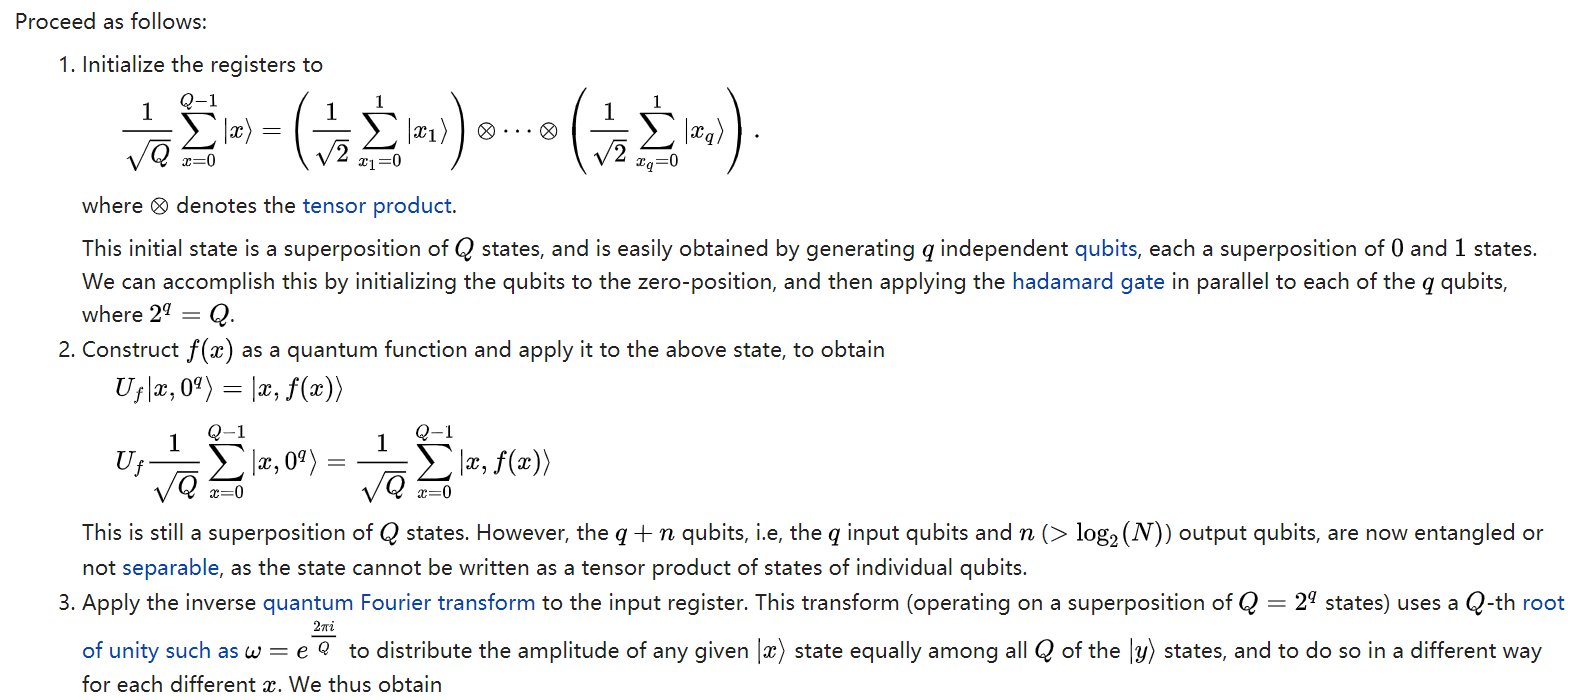 Proceed as follows:
1. Initialize the registers to
$\frac{1}{\sqrt{Q}} \sum_{x=0}^{Q-1} |x\rangle = \left( \frac{1}{\sqrt{2}} \sum_{x_1=0}^{1} |x_1\rangle \right) \otimes \cdots \otimes \left( \frac{1}{\sqrt{2}} \sum_{x_q=0}^{1} |x_q\rangle \right).$
where ⊗ denotes the tensor product.
This initial state is a superposition of $Q$ states, and is easily obtained by generating $q$ independent qubits, each a superposition of 0 and 1 states.
We can accomplish this by initializing the qubits to the zero-position, and then applying the hadamard gate in parallel to each of the $q$ qubits,
where $2^q = Q$.
2. Construct $f(x)$ as a quantum function and apply it to the above state, to obtain
$U_f |x, 0^q\rangle = |x, f(x)\rangle$
$U_f \frac{1}{\sqrt{Q}} \sum_{x=0}^{Q-1} |x, 0^q\rangle = \frac{1}{\sqrt{Q}} \sum_{x=0}^{Q-1} |x, f(x)\rangle$
This is still a superposition of $Q$ states. However, the $q + n$ qubits, i.e, the $q$ input qubits and $n$ $(> \log_2(N))$ output qubits, are now entangled or
not separable, as the state cannot be written as a tensor product of states of individual qubits.
3. Apply the inverse quantum Fourier transform to the input register. This transform (operating on a superposition of $Q = 2^q$ states) uses a $Q$-th root
of unity such as $\omega = e^{\frac{2\pi i}{Q}}$ to distribute the amplitude of any given $|x\rangle$ state equally among all $Q$ of the $|y\rangle$ states, and to do so in a different way
for each different $x$. We thus obtain